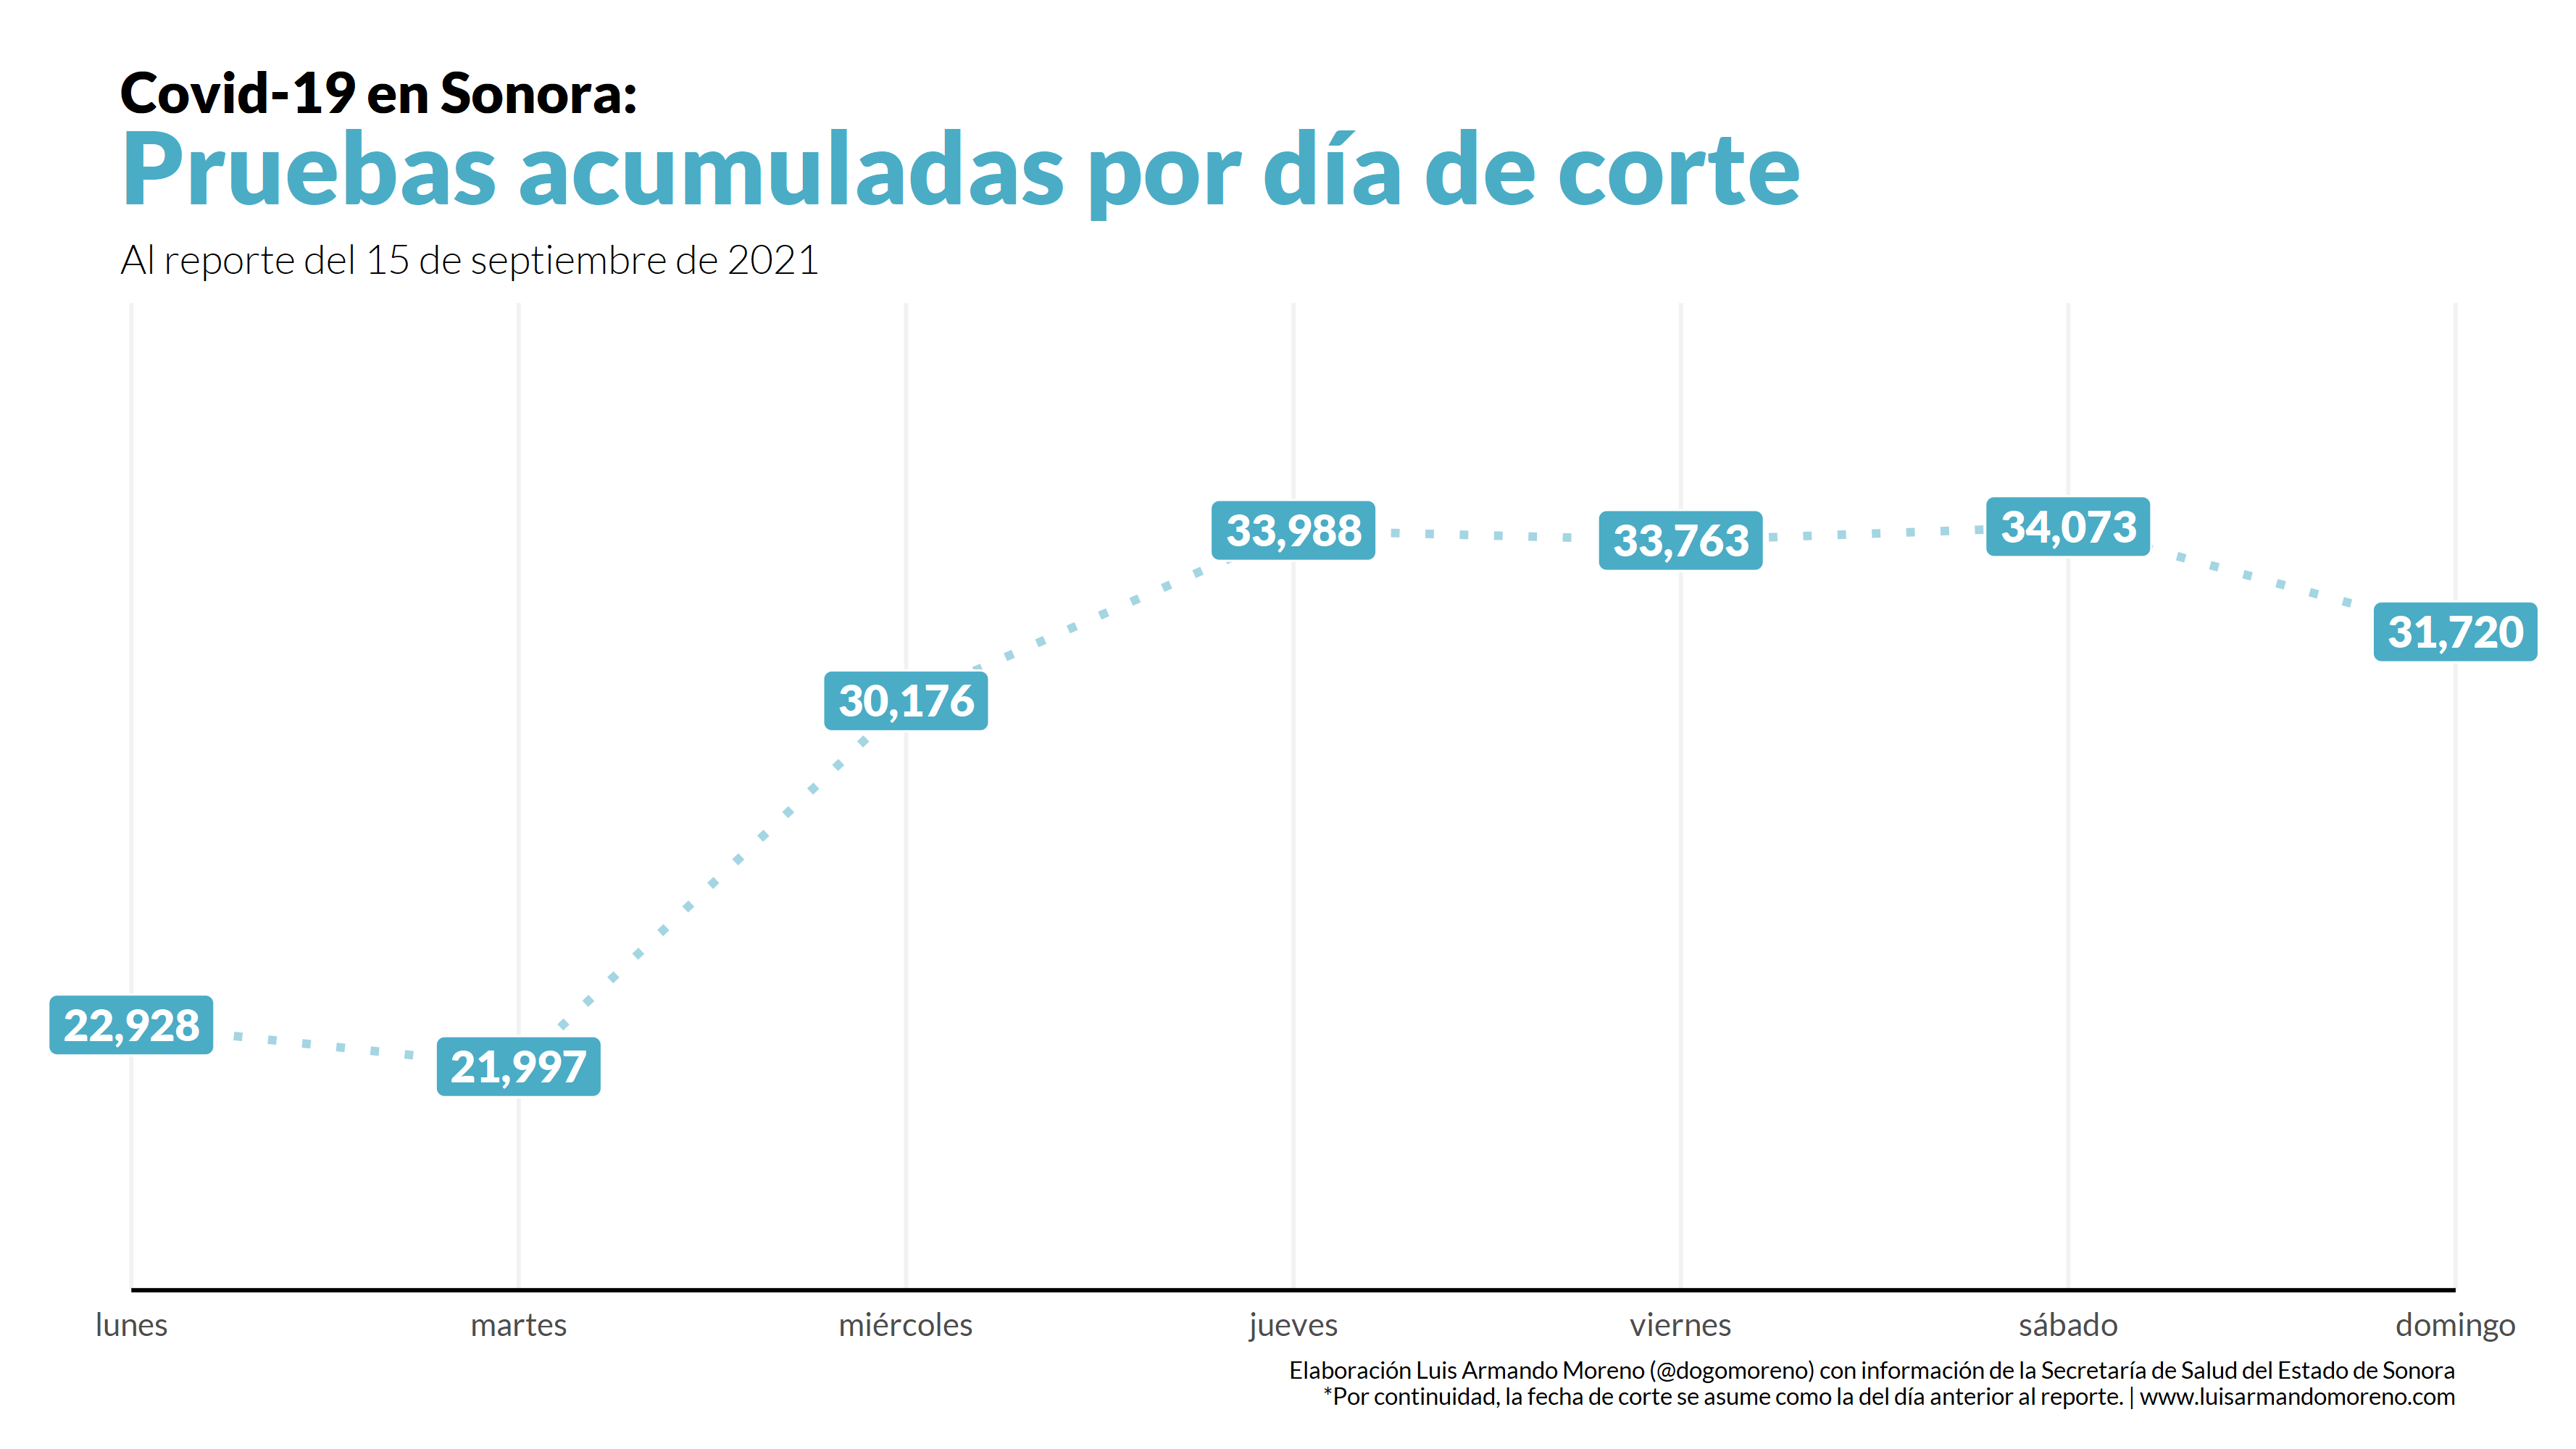 Covid-19 en Sonora:
Pruebas acumuladas por día de corte
Al reporte del 15 de septiembre de 2021
33,988
33,763
34,073
31,720
30,176
22,928
21,997
lunes
martes
miércoles
jueves
viernes
sábado
domingo
Elaboración Luis Armando Moreno (@dogomoreno) con información de la Secretaría de Salud del Estado de Sonora
*Por continuidad, la fecha de corte se asume como la del día anterior al reporte. | www.luisarmandomoreno.com